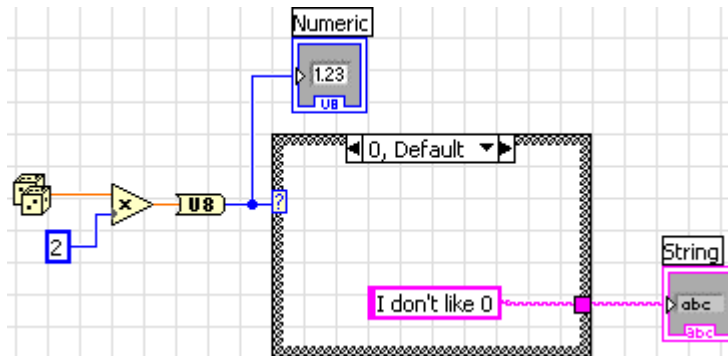 Numeric
1.23
U8
0, Default
?
x
U8
2
I don't like 0
String
abc
abc